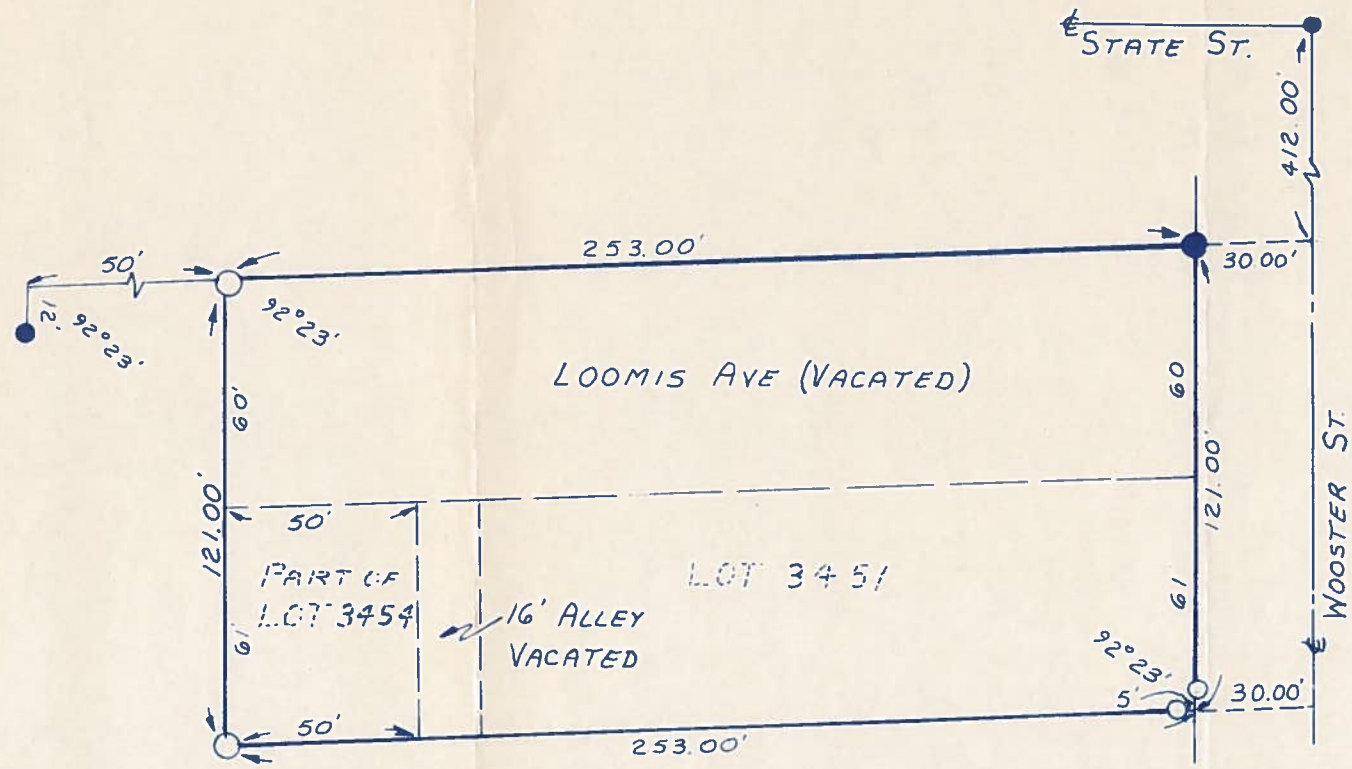 ℄ STATE ST.
412.00'
50'
253.00'
30.00'
12'
92°23'
92°23'
60'
LOOMIS AVE (VACATED)
60
121.00'
121.00'
50'
WOOSTER ST.
℄
PART OF
LOT 3454
LOT 3451
61
61
16' ALLEY
VACATED
92°23'
5'
30.00'
50'
253.00'